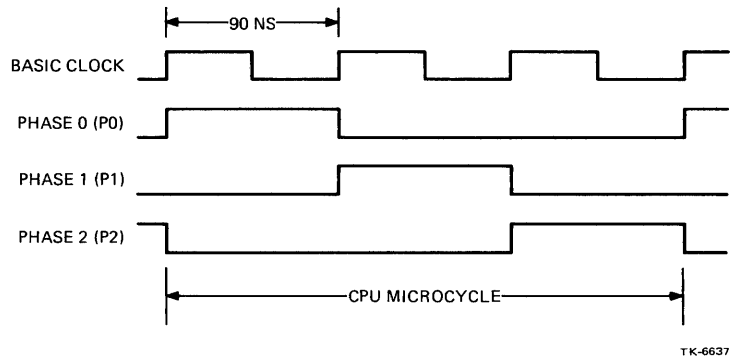 90 NS
BASIC CLOCK
PHASE 0 (P0)
PHASE 1 (P1)
PHASE 2 (P2)
CPU MICROCYCLE
TK-6637